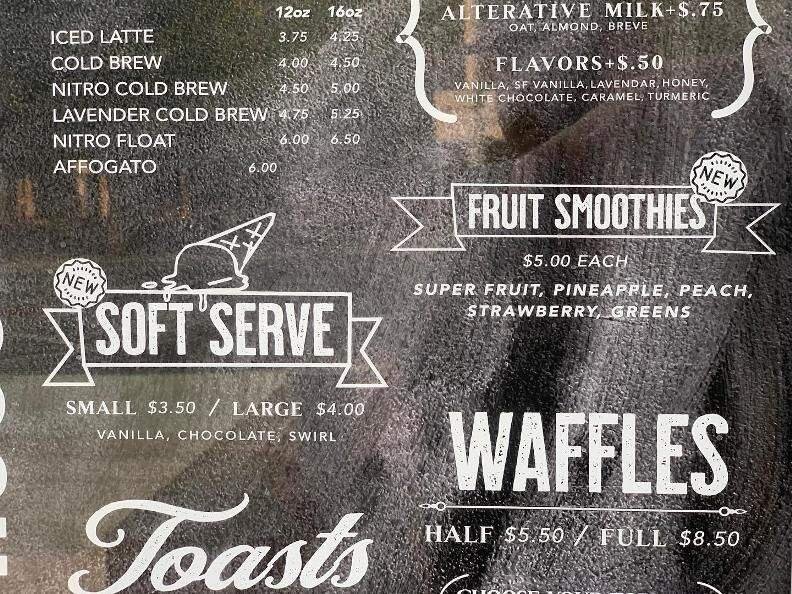 12oz 16oz
ICED LATTE 3.75 4.25
COLD BREW 4.00 4.50
NITRO COLD BREW 4.50 5.00
LAVENDER COLD BREW 4.75 5.25
NITRO FLOAT 6.00 6.50
AFFOGATO 6.00
NEW
SOFT SERVE
SMALL $3.50 / LARGE $4.00
VANILLA, CHOCOLATE, SWIRL
Toasts
ALTERATIVE MILK+$.75
OAT, ALMOND, BREVE
FLAVORS+$.50
VANILLA, SF VANILLA, LAVENDAR, HONEY,
WHITE CHOCOLATE, CARAMEL, TURMERIC
NEW
FRUIT SMOOTHIES
$5.00 EACH
SUPER FRUIT, PINEAPPLE, PEACH,
STRAWBERRY, GREENS
WAFFLES
HALF $5.50 / FULL $8.50
CHOOSE YOUR